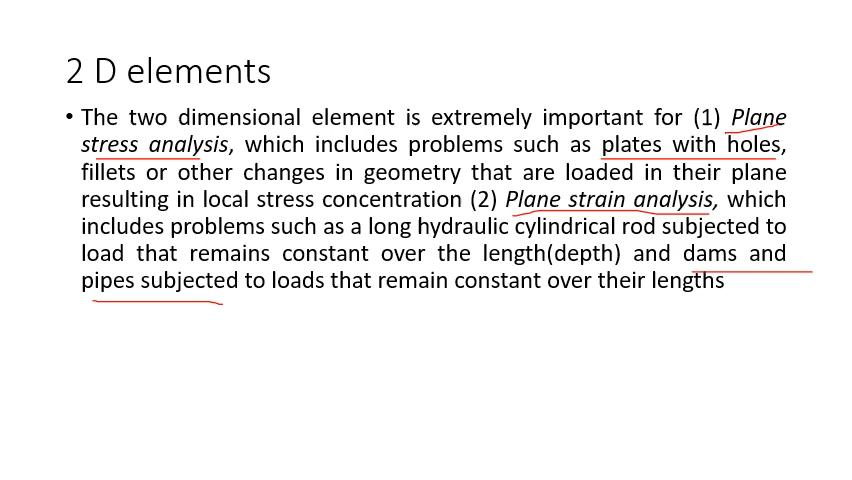 2 D elements
• The two dimensional element is extremely important for (1) Plane
stress analysis, which includes problems such as plates with holes,
fillets or other changes in geometry that are loaded in their plane
resulting in local stress concentration (2) Plane strain analysis, which
includes problems such as a long hydraulic cylindrical rod subjected to
load that remains constant over the length(depth) and dams and
pipes subjected to loads that remain constant over their lengths